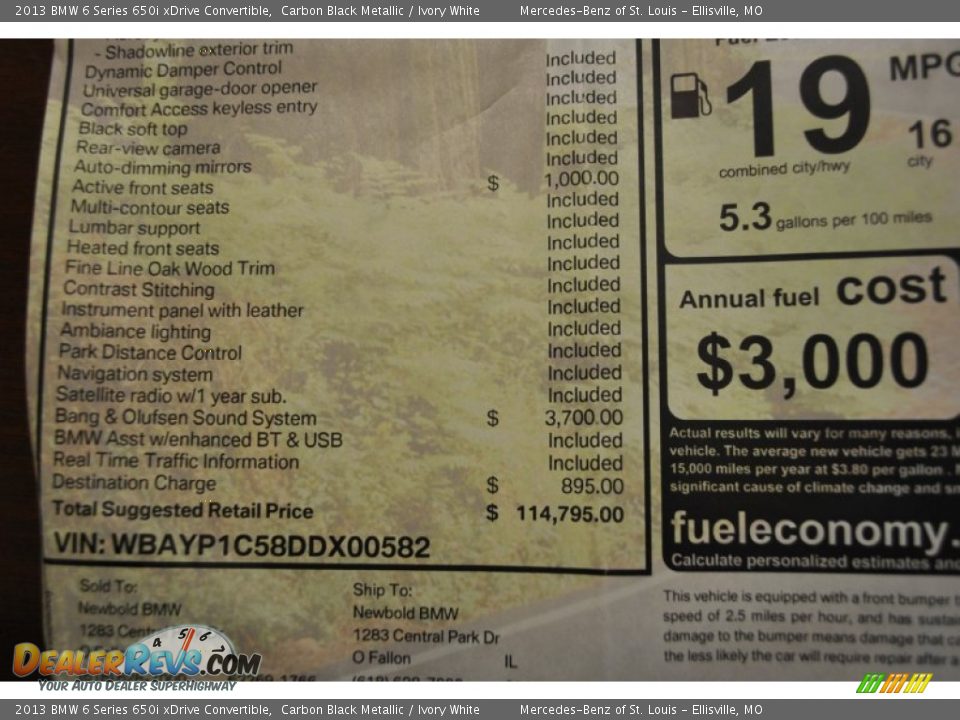 2013 BMW 6 Series 650i xDrive Convertible, Carbon Black Metallic / Ivory White Mercedes-Benz of St. Louis - Ellisville, MO
- Shadowline exterior trim Included
Dynamic Damper Control Included
Universal garage-door opener Included
Comfort Access keyless entry Included
Black soft top Included
Rear-view camera Included
Auto-dimming mirrors
Active front seats $ 1,000.00
Multi-contour seats Included
Lumbar support Included
Heated front seats Included
Fine Line Oak Wood Trim Included
Contrast Stitching Included
Instrument panel with leather Included
Ambiance lighting Included
Park Distance Control Included
Navigation system Included
Satellite radio w/1 year sub. Included
Bang & Olufsen Sound System $ 3,700.00
BMW Asst w/enhanced BT & USB Included
Real Time Traffic Information Included
Destination Charge $ 895.00
Total Suggested Retail Price $ 114,795.00
VIN: WBAYP1C58DDX00582
Sold To:
Newbold BMW
1283
Ship To:
Newbold BMW
1283 Central Park Dr
O Fallon IL
19 MPG
16
combined city/hwy city
5.3 gallons per 100 miles
Annual fuel cost
$3,000
Actual results will vary for many reasons,
vehicle. The average new vehicle gets 23
15,000 miles per year at $3.80 per gallon.
significant cause of climate change and
fueleconomy.
Calculate personalized estimates and
This vehicle is equipped with a front bumper
speed of 2.5 miles per hour, and has
damage to the bumper means damage that
the less likely the car will require repair after a
4 5 6
DealerRevs.com
Your Auto Dealer SuperHighway
2013 BMW 6 Series 650i xDrive Convertible, Carbon Black Metallic / Ivory White Mercedes-Benz of St. Louis - Ellisville, MO